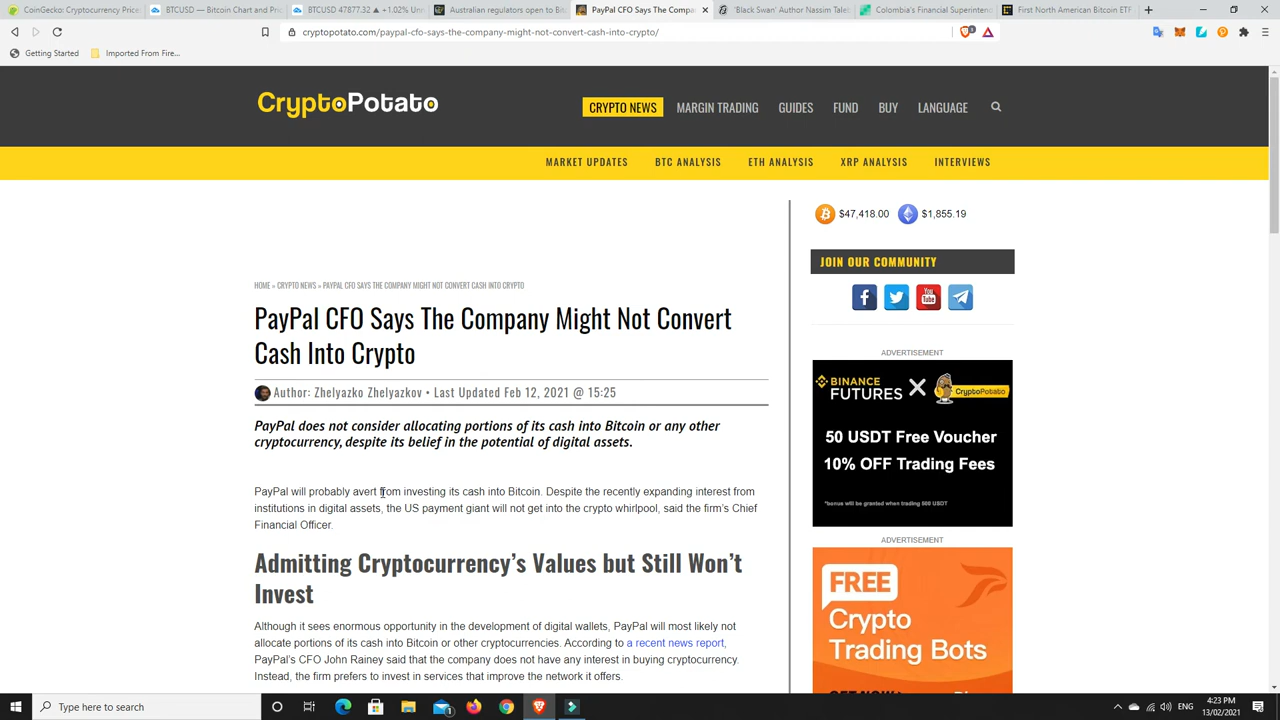 CoinGecko: Cryptocurrency Prices
BTCUSD — Bitcoin Chart and Pric
BTCUSD 47877.32 ▲ +1.02% Unn
Australian regulators open to Bit
PayPal CFO Says The Compa
'Black Swan' Author Nassim Taleb
Colombia's Financial Superintend
First North American Bitcoin ETF
cryptopotato.com/paypal-cfo-says-the-company-might-not-convert-cash-into-crypto/
Getting Started
Imported From Fire...
CryptoPotato
CRYPTO NEWS
MARGIN TRADING
GUIDES
FUND
BUY
LANGUAGE
MARKET UPDATES
BTC ANALYSIS
ETH ANALYSIS
XRP ANALYSIS
INTERVIEWS
$47,418.00
$1,855.19
JOIN OUR COMMUNITY
You
Tube
HOME » CRYPTO NEWS » PAYPAL CFO SAYS THE COMPANY MIGHT NOT CONVERT CASH INTO CRYPTO
PayPal CFO Says The Company Might Not Convert
Cash Into Crypto
Author: Zhelyazko Zhelyazkov • Last Updated Feb 12, 2021 @ 15:25
PayPal does not consider allocating portions of its cash into Bitcoin or any other
cryptocurrency, despite its belief in the potential of digital assets.
PayPal will probably avert from investing its cash into Bitcoin. Despite the recently expanding interest from
institutions in digital assets, the US payment giant will not get into the crypto whirlpool, said the firm's Chief
Financial Officer.
Admitting Cryptocurrency's Values but Still Won't
Invest
Although it sees enormous opportunity in the development of digital wallets, PayPal will most likely not
allocate portions of its cash into Bitcoin or other cryptocurrencies. According to a recent news report,
PayPal's CFO John Rainey said that the company does not have any interest in buying cryptocurrency.
Instead, the firm prefers to invest in services that improve the network it offers.
ADVERTISEMENT
BINANCE
FUTURES
CryptoPotato
50 USDT Free Voucher
10% OFF Trading Fees
*bonus will be granted when trading 500 USDT
ADVERTISEMENT
FREE
Crypto
Trading Bots
Type here to search
ENG
4:23 PM
13/02/2021